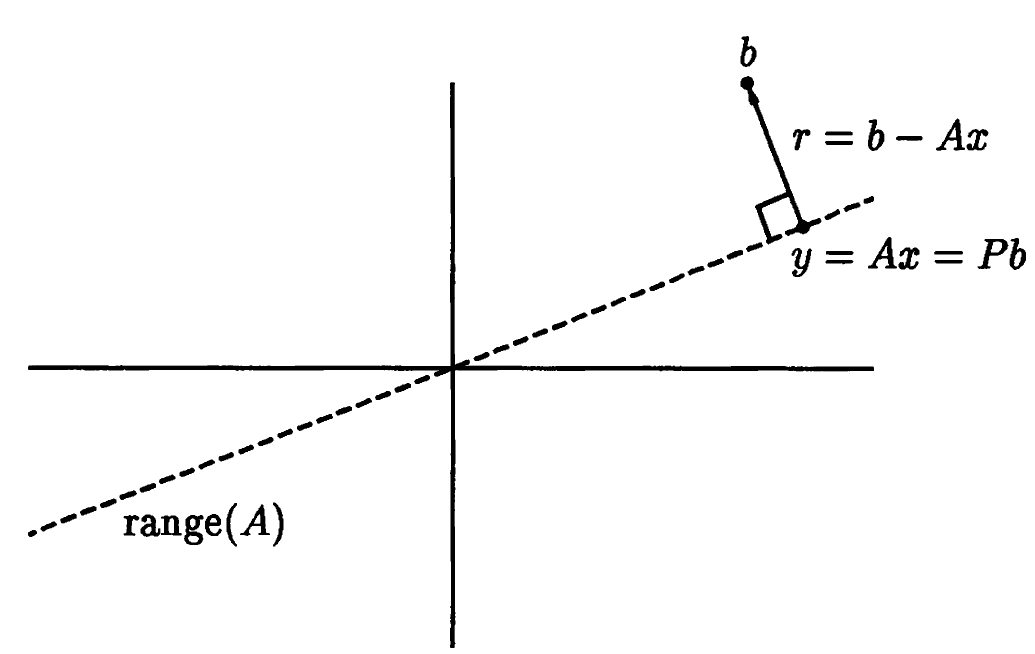 b
r = b − Ax
y = Ax = Pb
range(A)